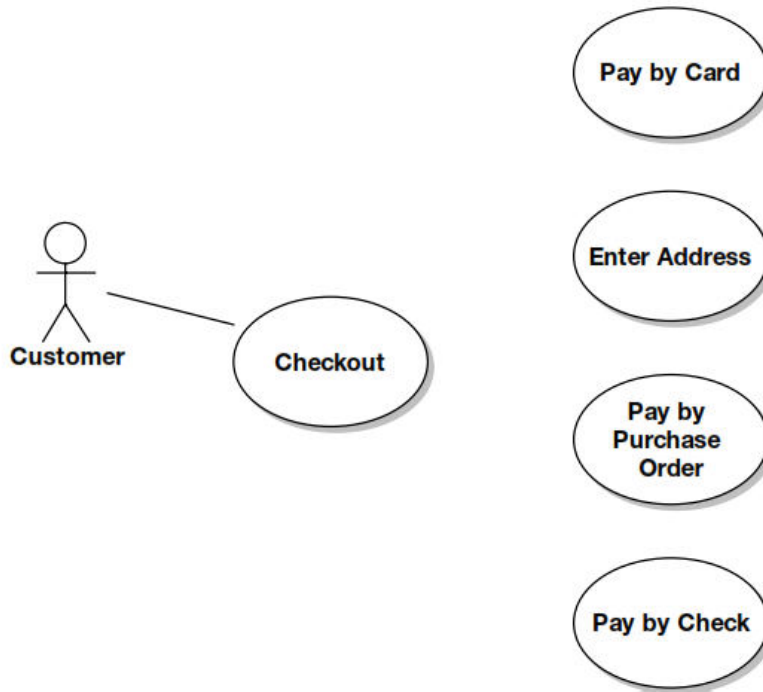 Pay by Card
Enter Address
Customer
Checkout
Pay by
Purchase
Order
Pay by Check